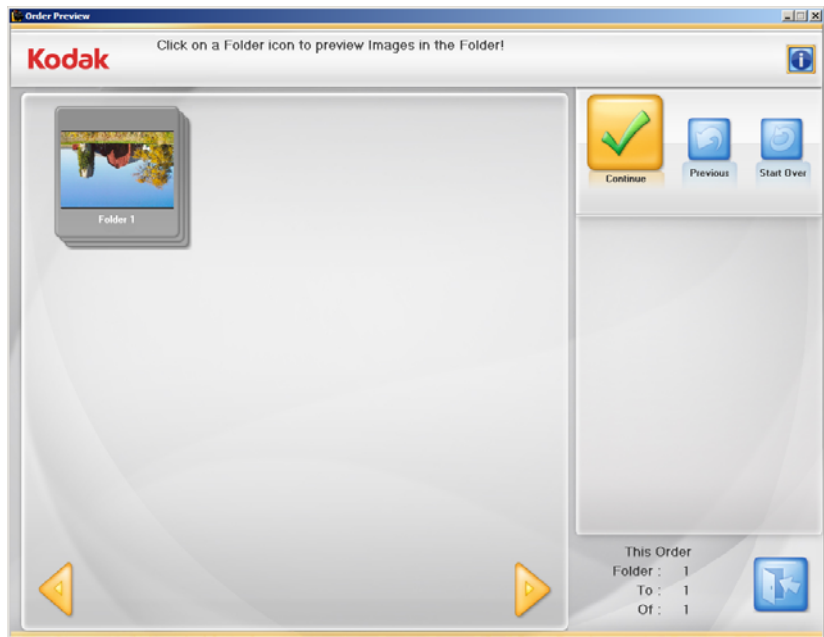 Order Preview
Kodak
Click on a Folder icon to preview Images in the Folder!
Folder 1
Continue
Previous
Start Over
This Order
Folder : 1
To : 1
Of : 1